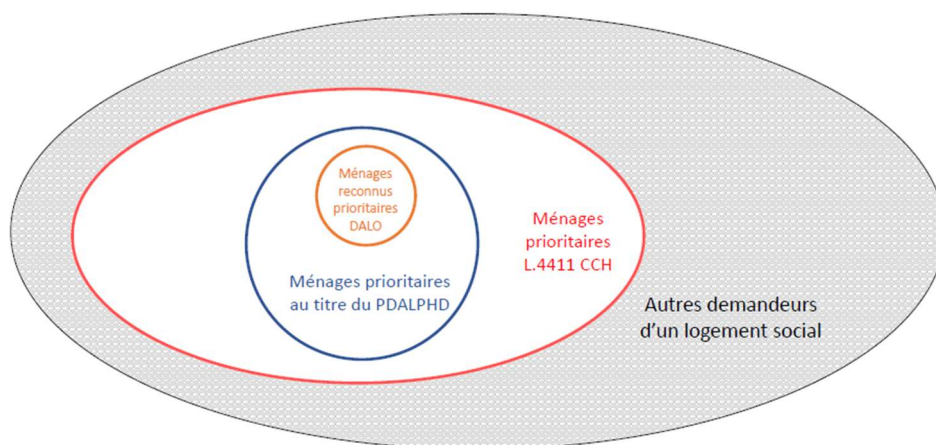 Ménages
reconnus
prioritaires
DALO
Ménages prioritaires
au titre du PDALPHD
Ménages
prioritaires
L.4411 CCH
Autres demandeurs
d’un logement social